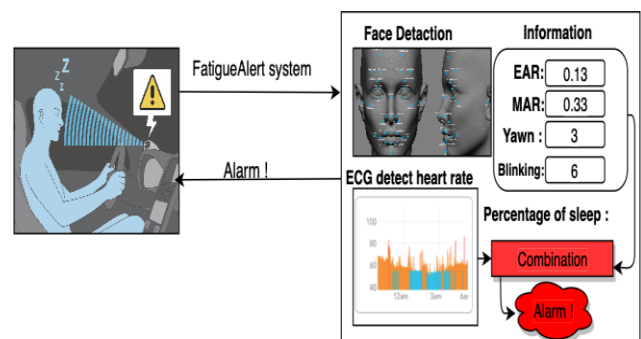 Face Detaction
Information
EAR: 0.13
MAR: 0.33
Yawn : 3
Blinking: 6
z
z
Z
FatigueAlert system
Alarm !
ECG detect heart rate
100
80
60
40
12am 3am 6am
Percentage of sleep :
Combination
Alarm !